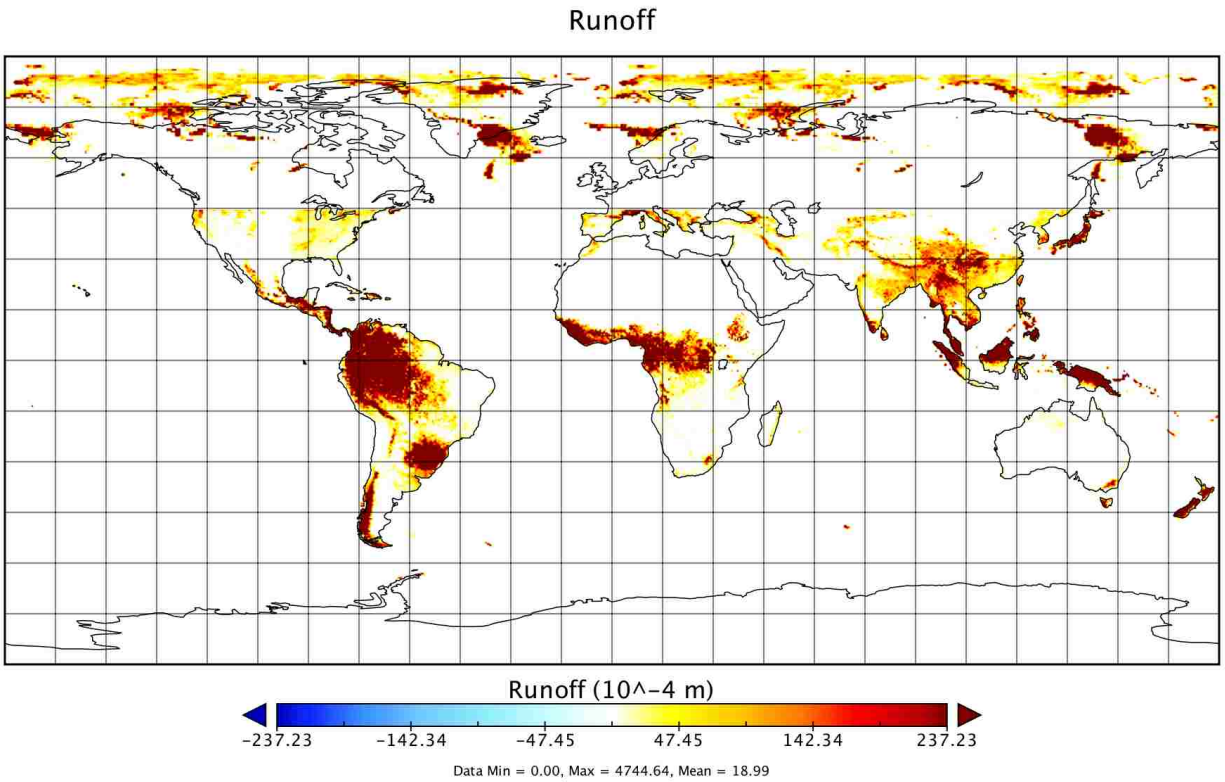 Runoff
Runoff (10^−4 m)
−237.23 −142.34 −47.45 47.45 142.34 237.23
Data Min = 0.00, Max = 4744.64, Mean = 18.99